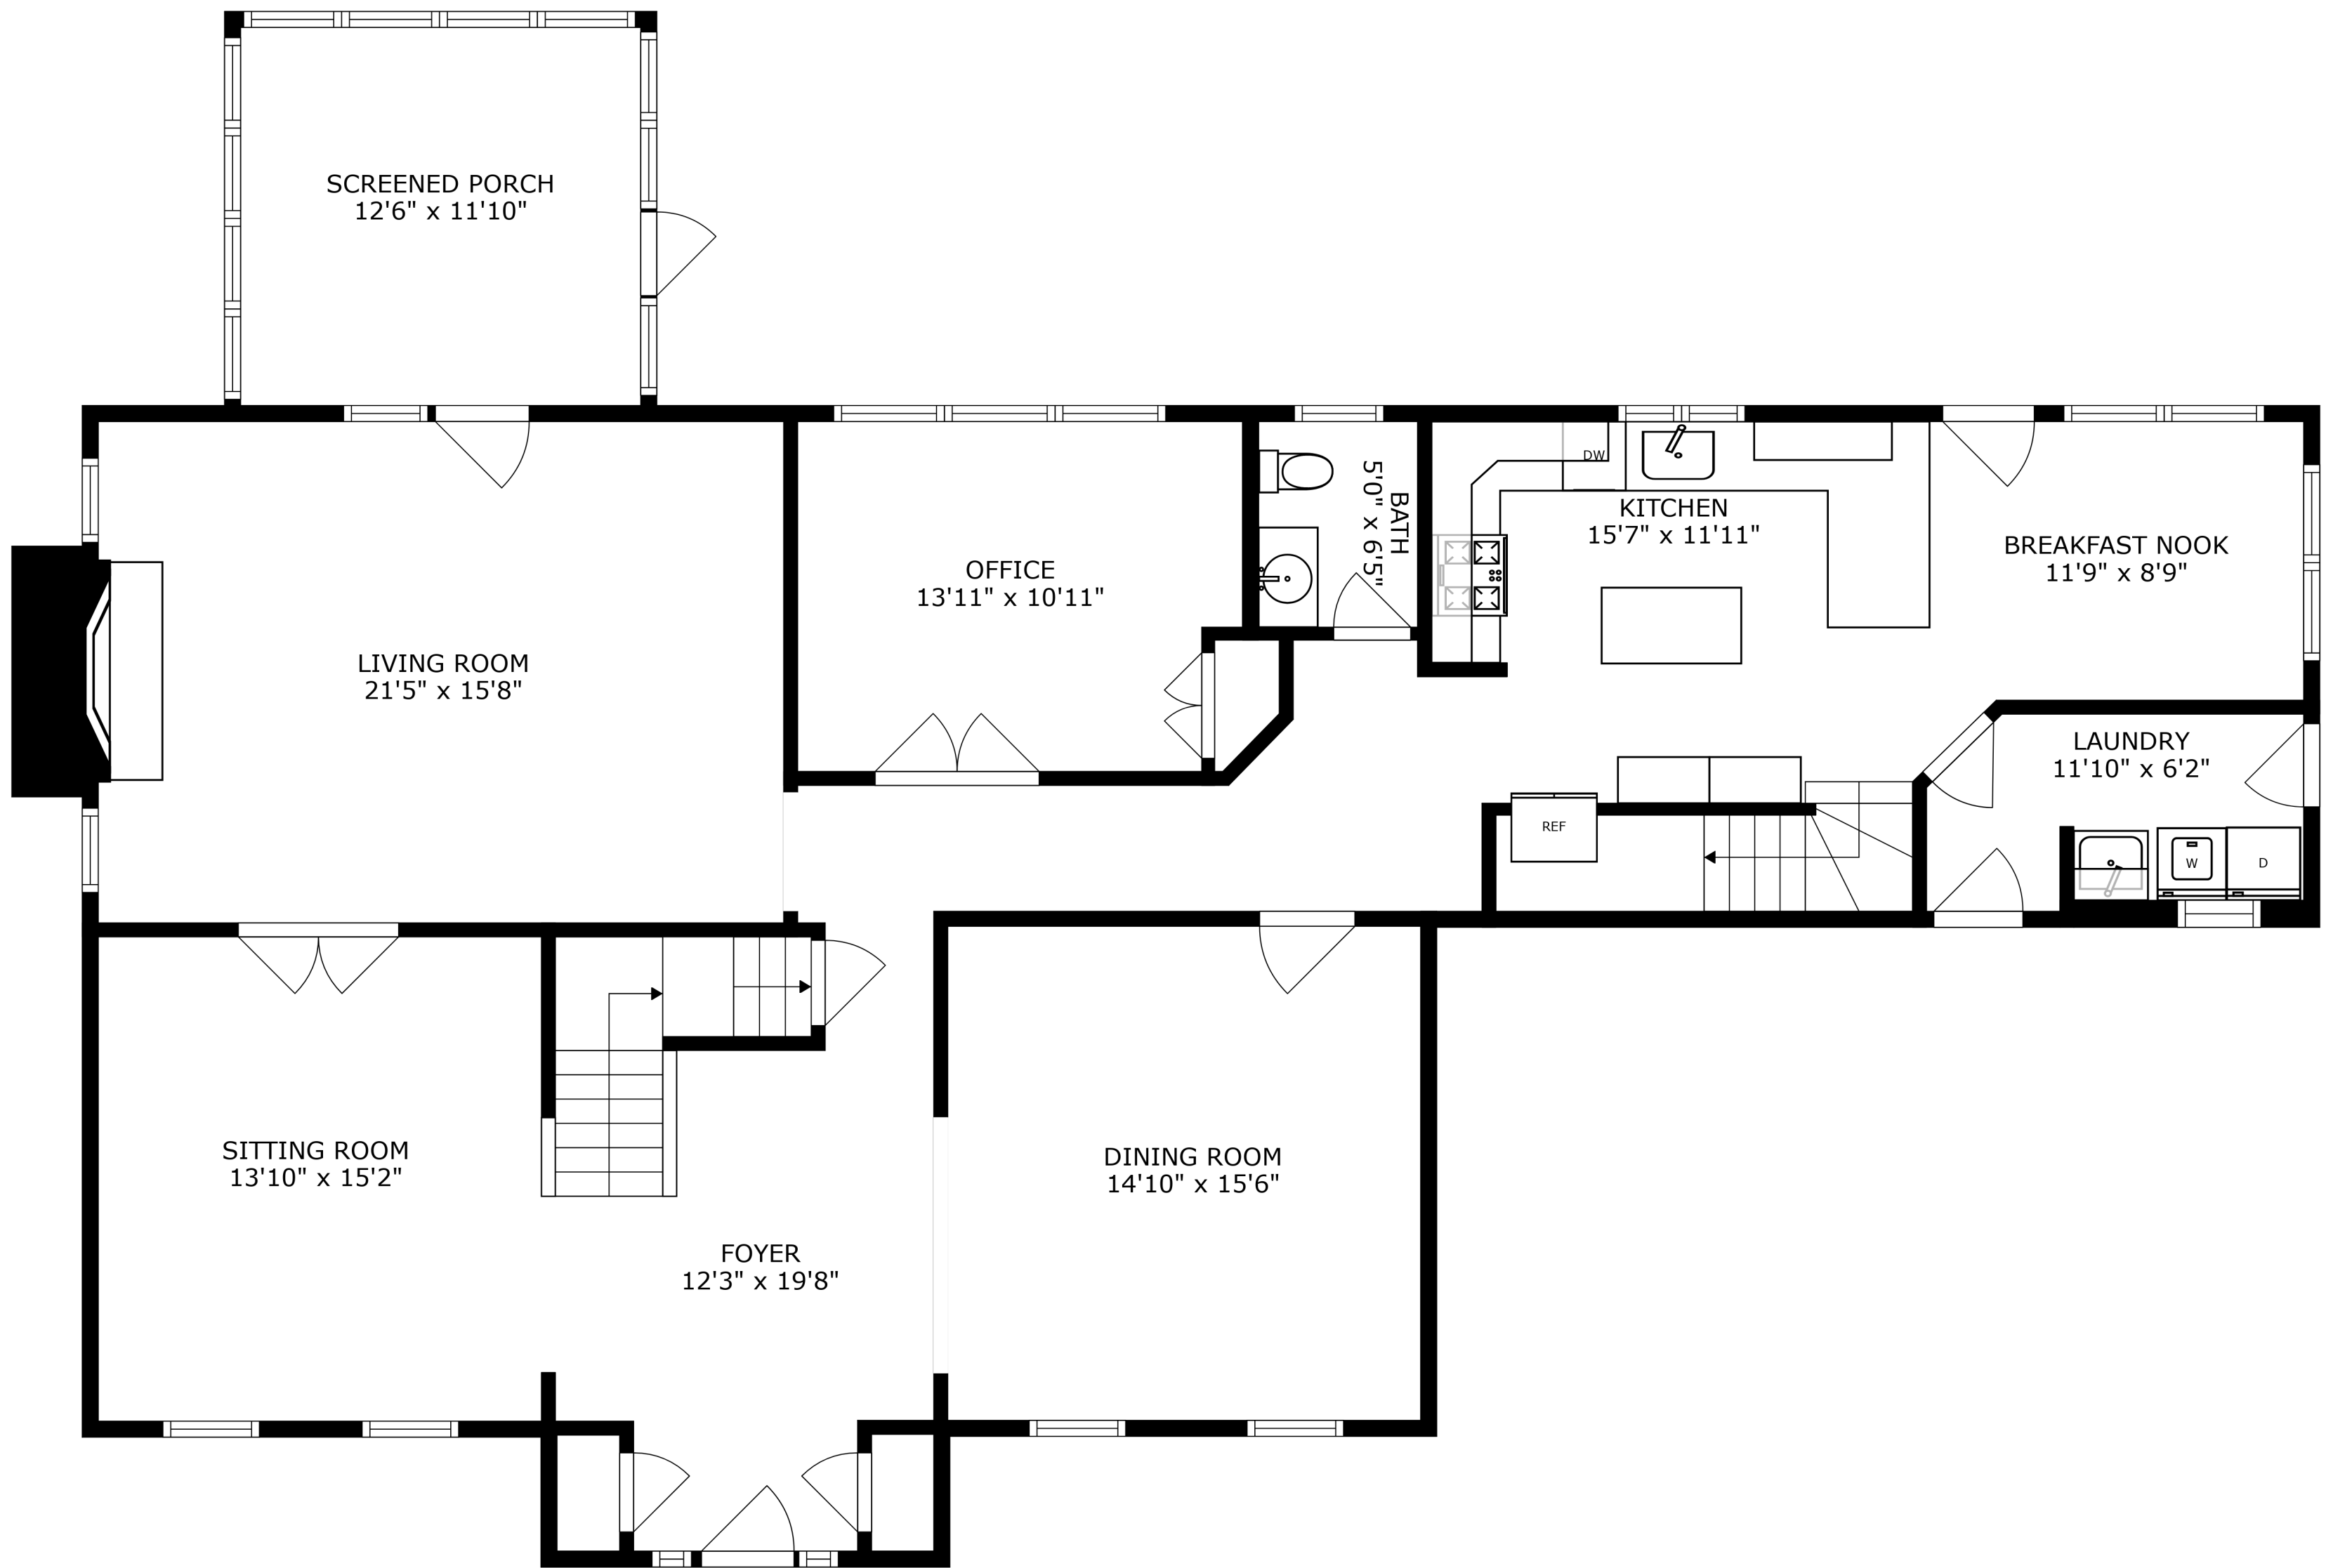 SCREENED PORCH
12'6" x 11'10"
DW
KITCHEN
15'7" x 11'11"
BATH
5'0" x 6'5"
BREAKFAST NOOK
11'9" x 8'9"
OFFICE
13'11" x 10'11"
LIVING ROOM
21'5" x 15'8"
LAUNDRY
11'10" x 6'2"
REF
W
D
SITTING ROOM
13'10" x 15'2"
DINING ROOM
14'10" x 15'6"
FOYER
12'3" x 19'8"